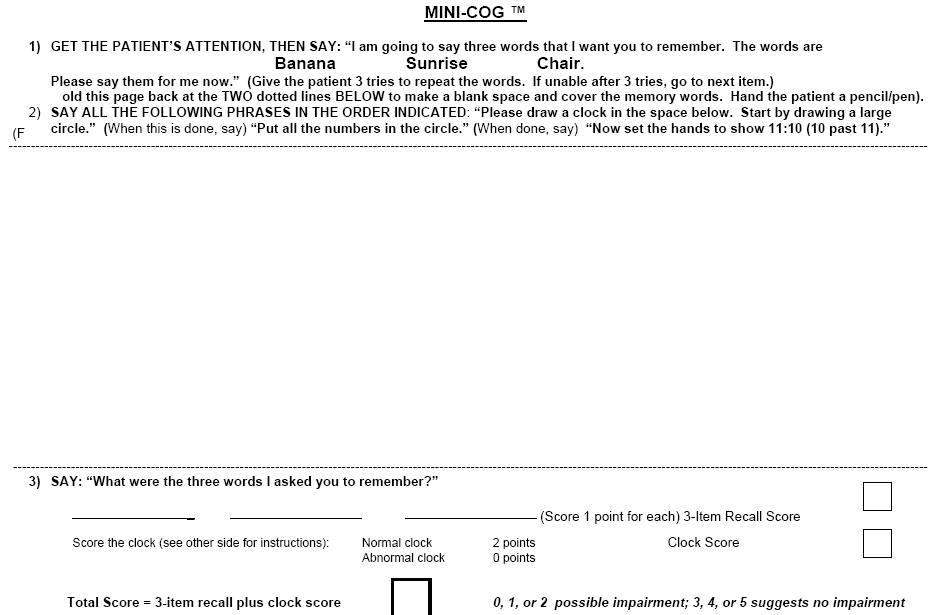 MINI-COG ™
1) GET THE PATIENT’S ATTENTION, THEN SAY: “I am going to say three words that I want you to remember. The words are
Banana Sunrise Chair.
Please say them for me now.” (Give the patient 3 tries to repeat the words. If unable after 3 tries, go to next item.)
old this page back at the TWO dotted lines BELOW to make a blank space and cover the memory words. Hand the patient a pencil/pen).
2) SAY ALL THE FOLLOWING PHRASES IN THE ORDER INDICATED: “Please draw a clock in the space below. Start by drawing a large
(F circle.” (When this is done, say) “Put all the numbers in the circle.” (When done, say) “Now set the hands to show 11:10 (10 past 11).”
3) SAY: “What were the three words I asked you to remember?”
(Score 1 point for each) 3-Item Recall Score
Score the clock (see other side for instructions): Normal clock 2 points Clock Score
Abnormal clock 0 points
Total Score = 3-item recall plus clock score 0, 1, or 2 possible impairment; 3, 4, or 5 suggests no impairment